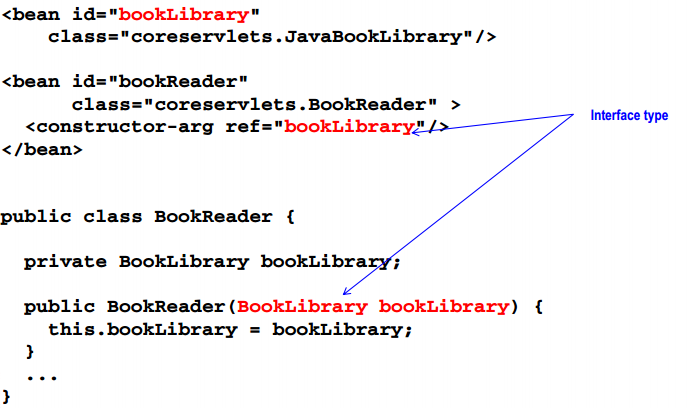 <bean id="bookLibrary"
class="coreservlets.JavaBookLibrary"/>
<bean id="bookReader"
class="coreservlets.BookReader" >
<constructor-arg ref="bookLibrary"/>
Interface type
</bean>
public class BookReader {
private BookLibrary bookLibrary;
public BookReader(BookLibrary bookLibrary) {
this.bookLibrary = bookLibrary;
}
...
}